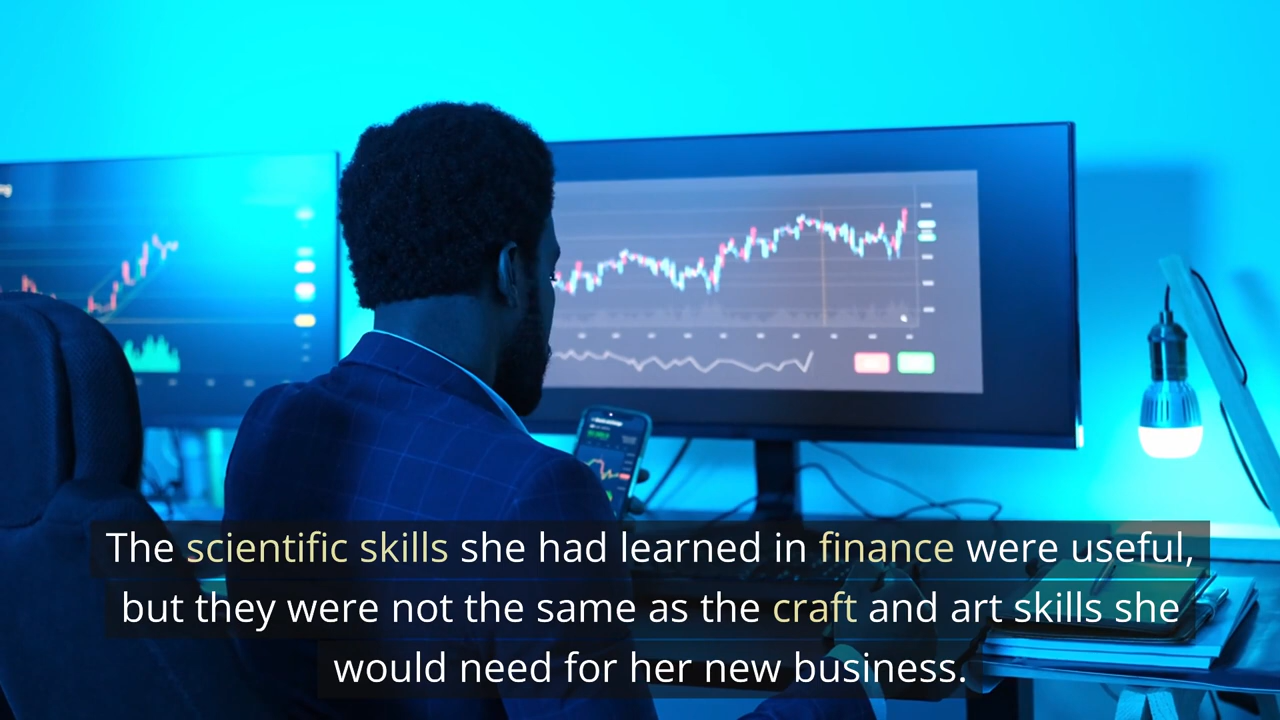 The scientific skills she had learned in finance were useful,
but they were not the same as the craft and art skills she
would need for her new business.